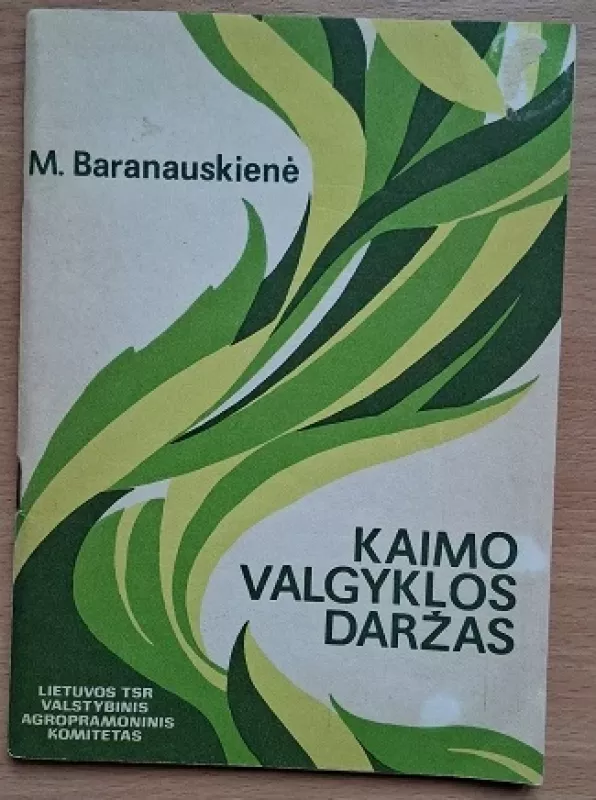 M. Baranauskienė
KAIMO
VALGYKLOS
DARŽAS
LIETUVOS TSR
VALSTYBINIS
AGROPRAMONINIS
KOMITETAS